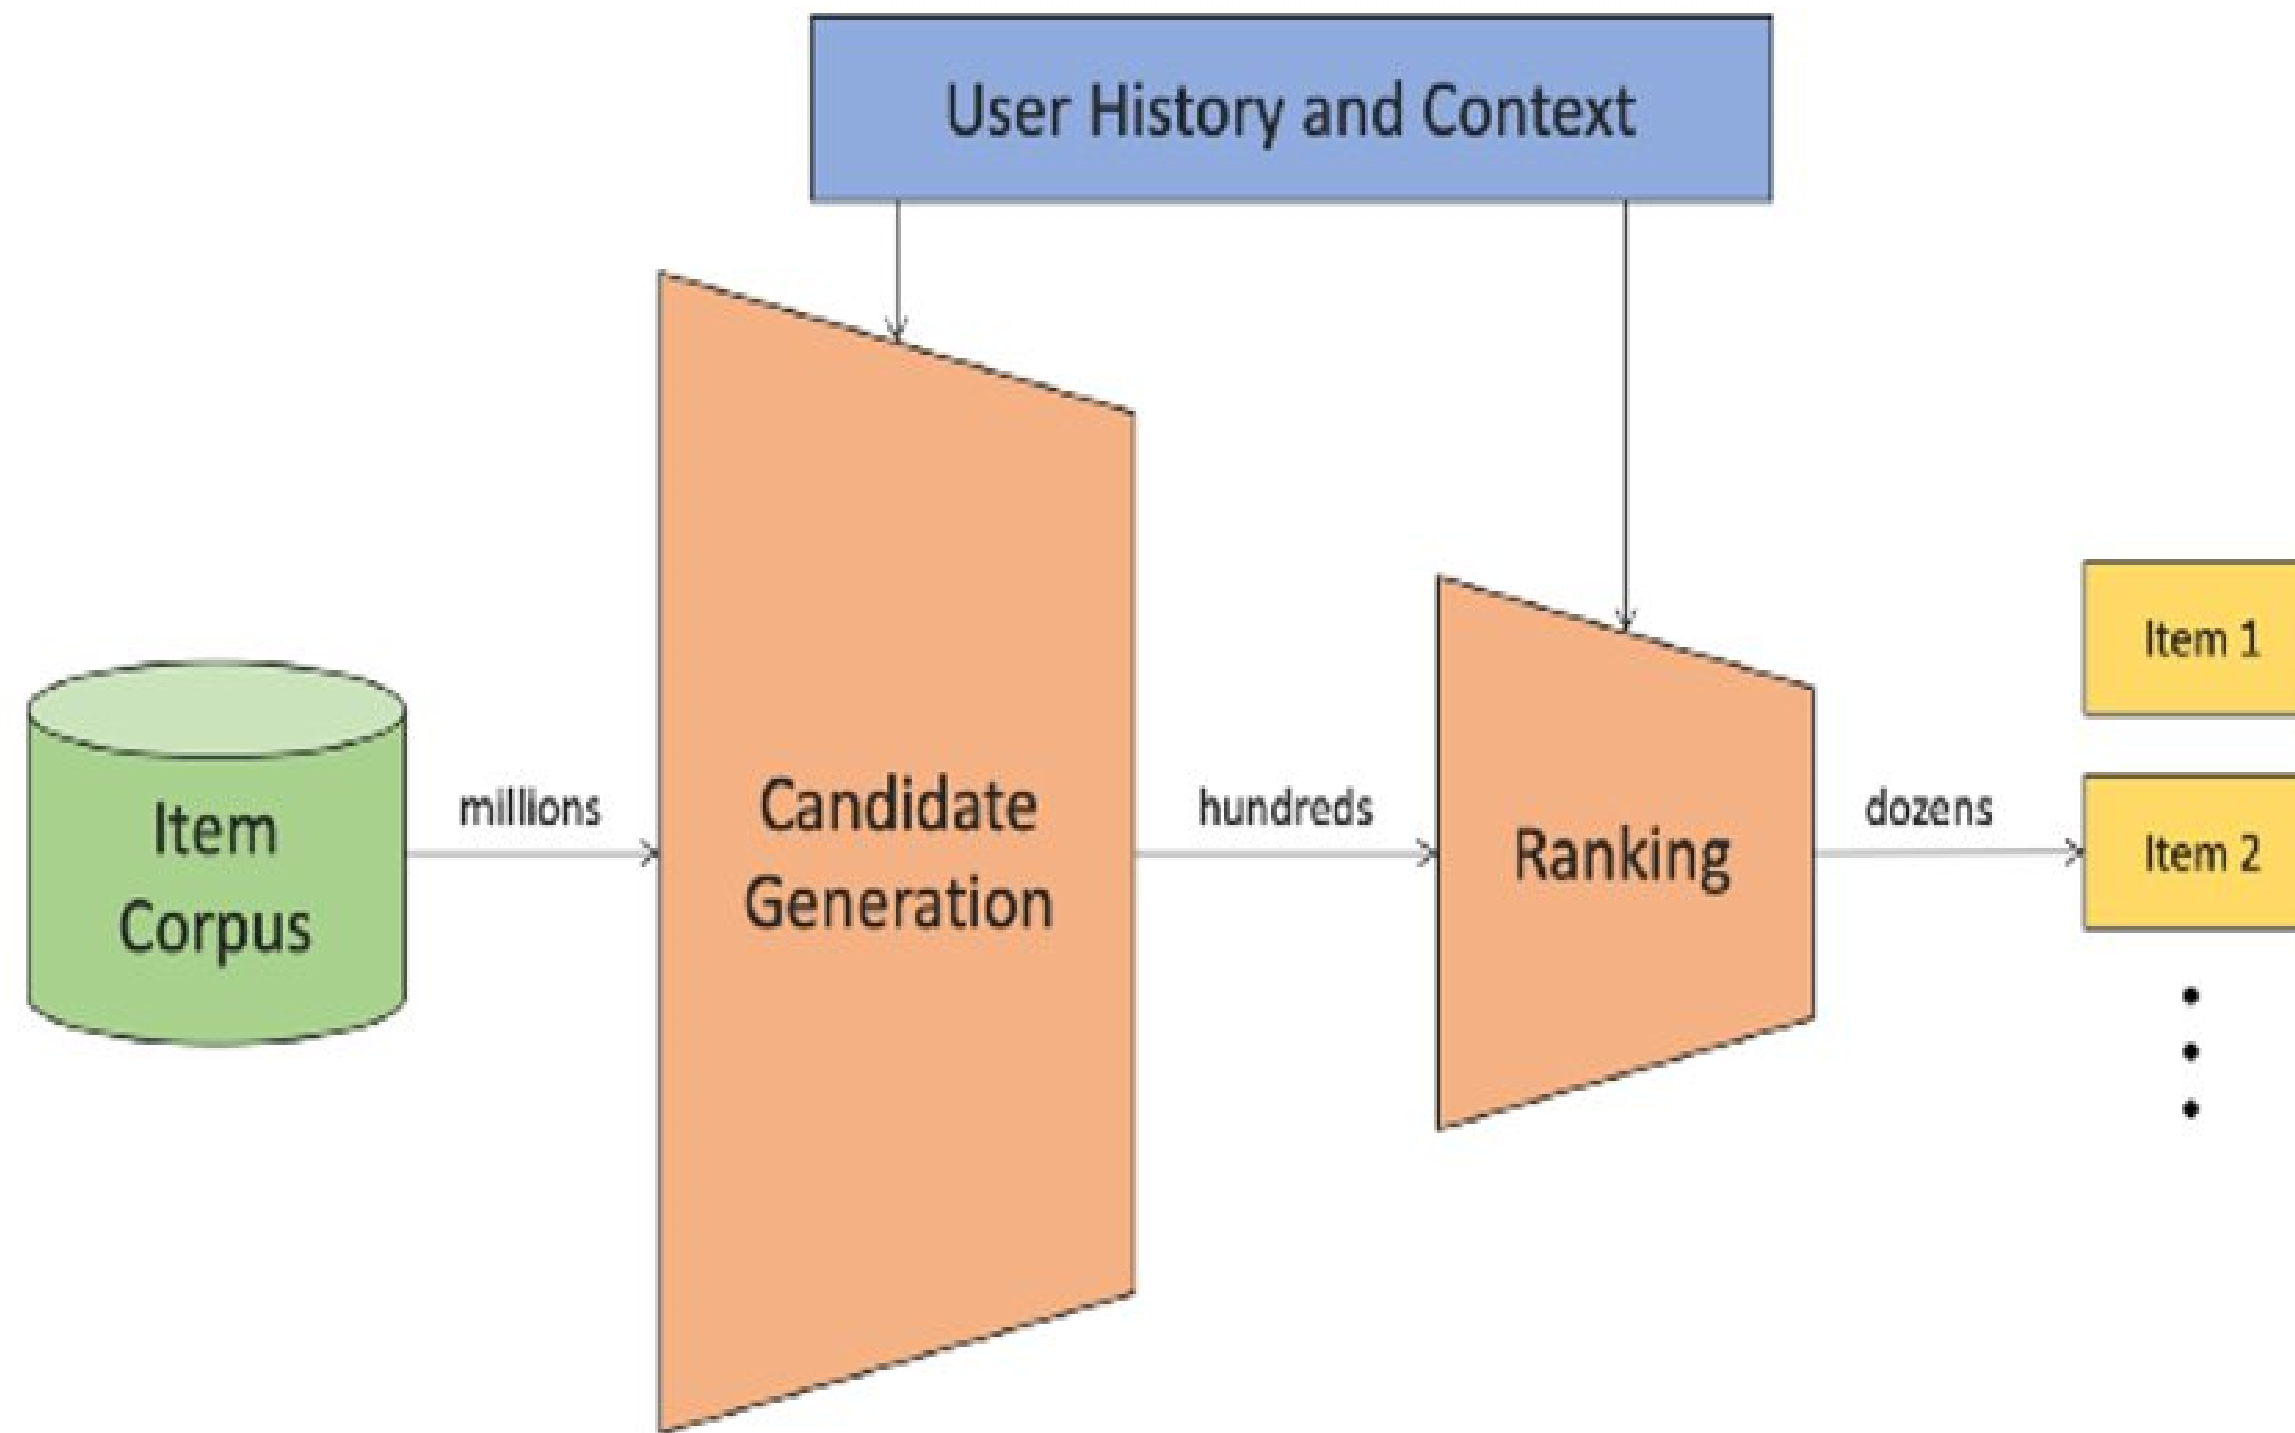 User History and Context
Item
Corpus
millions
Candidate
Generation
hundreds
Ranking
dozens
Item 1
Item 2